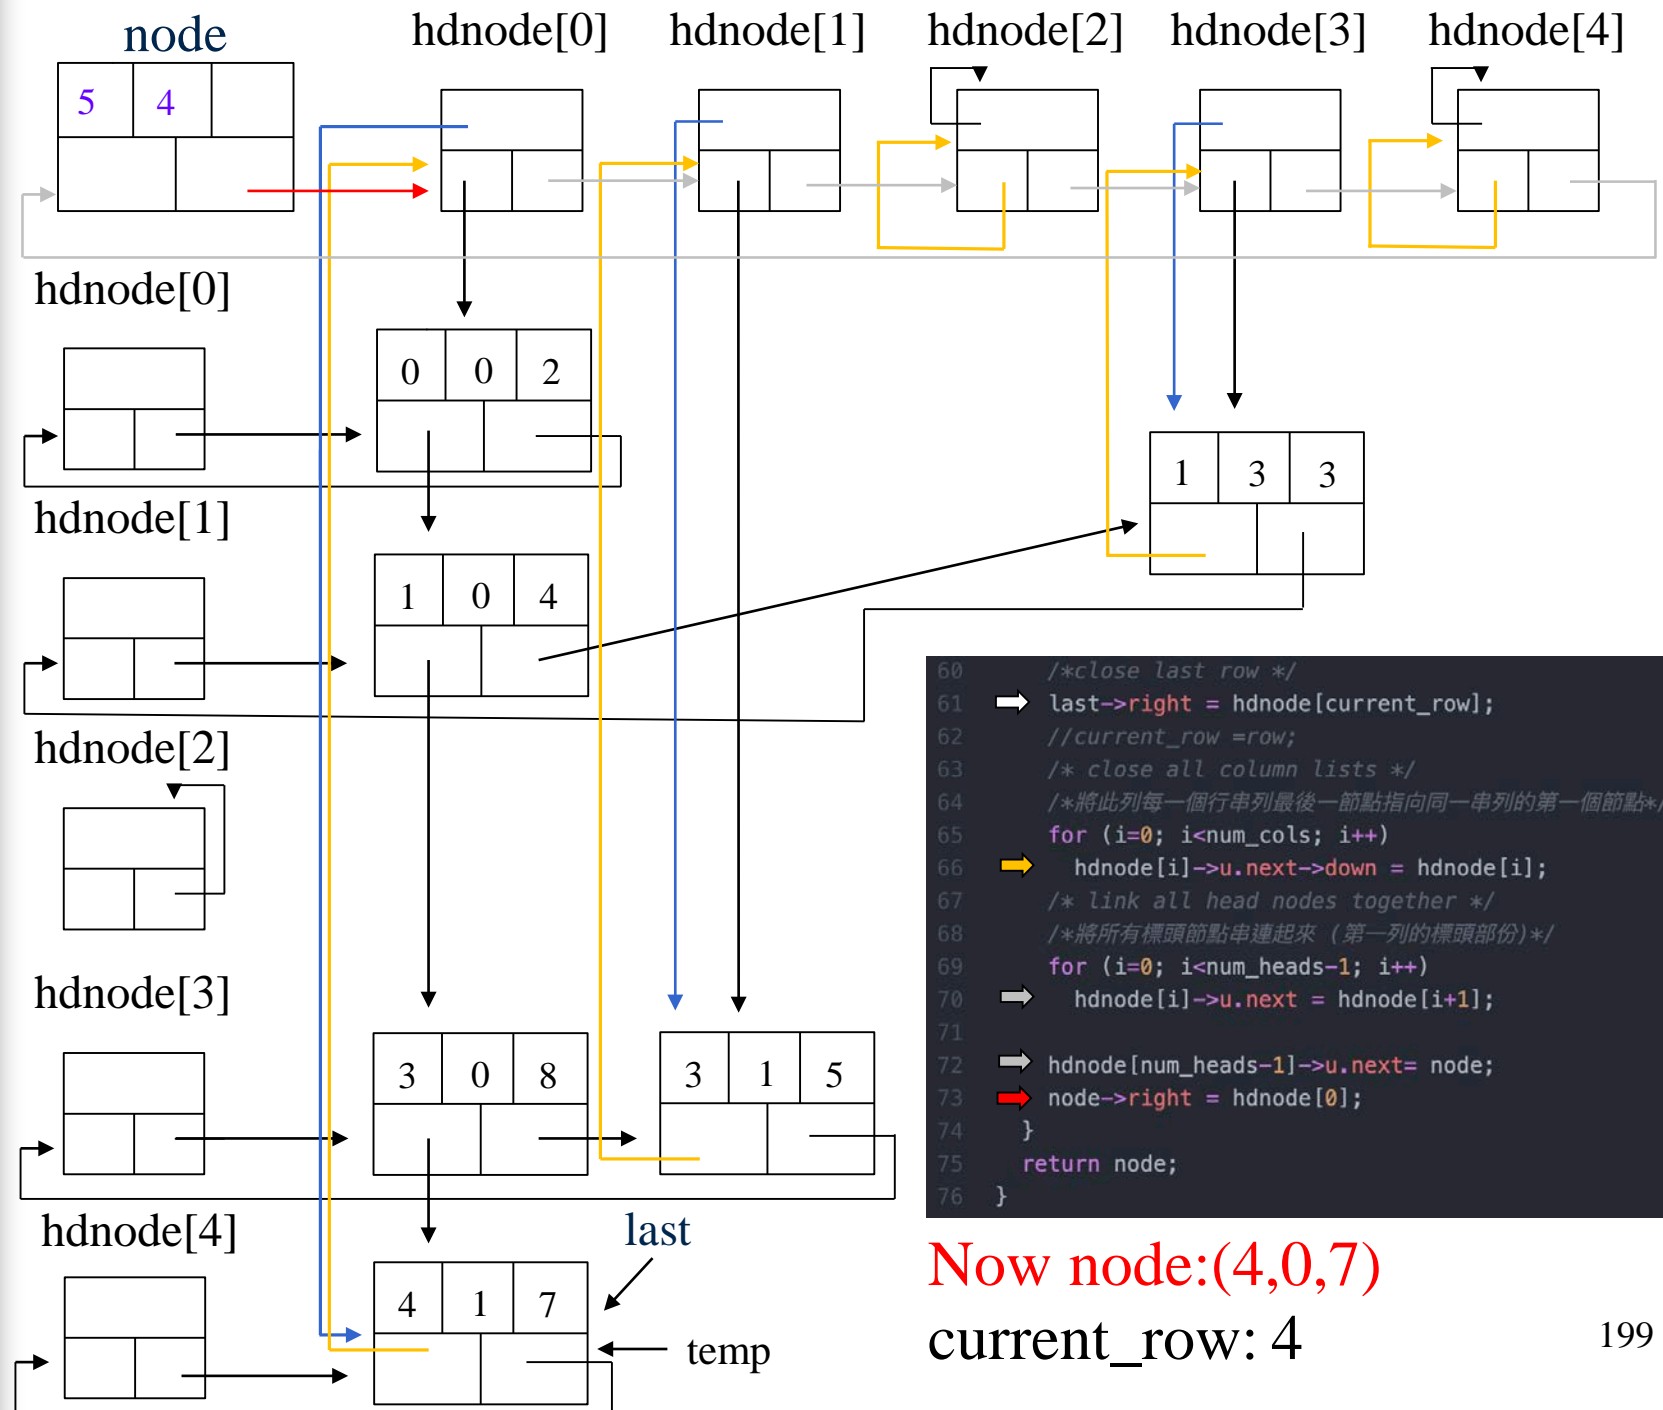 node hdnode[0] hdnode[1] hdnode[2] hdnode[3] hdnode[4]
5 4
hdnode[0]
0 0 2
1 3 3
hdnode[1]
1 0 4
hdnode[2]
hdnode[3]
3 0 8
3 1 5
hdnode[4]
last
4 1 7
temp
60 /*close last row */
61 last->right = hdnode[current_row];
62 //current_row =row;
63 /* close all column lists */
64 /*將此列每一個行串列最後一節點指向同一串列的第一個節點*/
65 for (i=0; i<num_cols; i++)
66 hdnode[i]->u.next->down = hdnode[i];
67 /* link all head nodes together */
68 /*將所有標頭節點串連起來 (第一列的標頭部份)*/
69 for (i=0; i<num_heads-1; i++)
70 hdnode[i]->u.next = hdnode[i+1];
71
72 hdnode[num_heads-1]->u.next= node;
73 node->right = hdnode[0];
74 }
75 return node;
76 }
Now node:(4,0,7)
current_row: 4
199